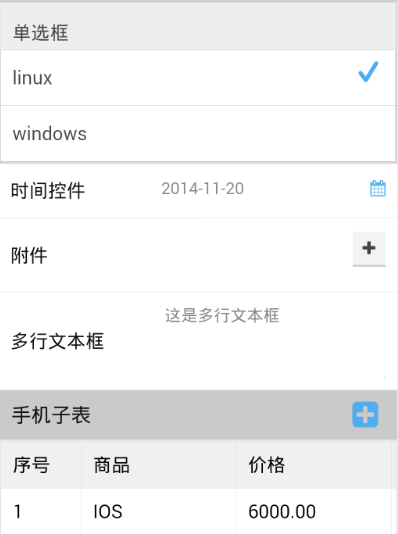 单选框
linux
windows
时间控件 2014-11-20
附件
这是多行文本框
多行文本框
手机子表
序号 商品 价格
1 IOS 6000.00